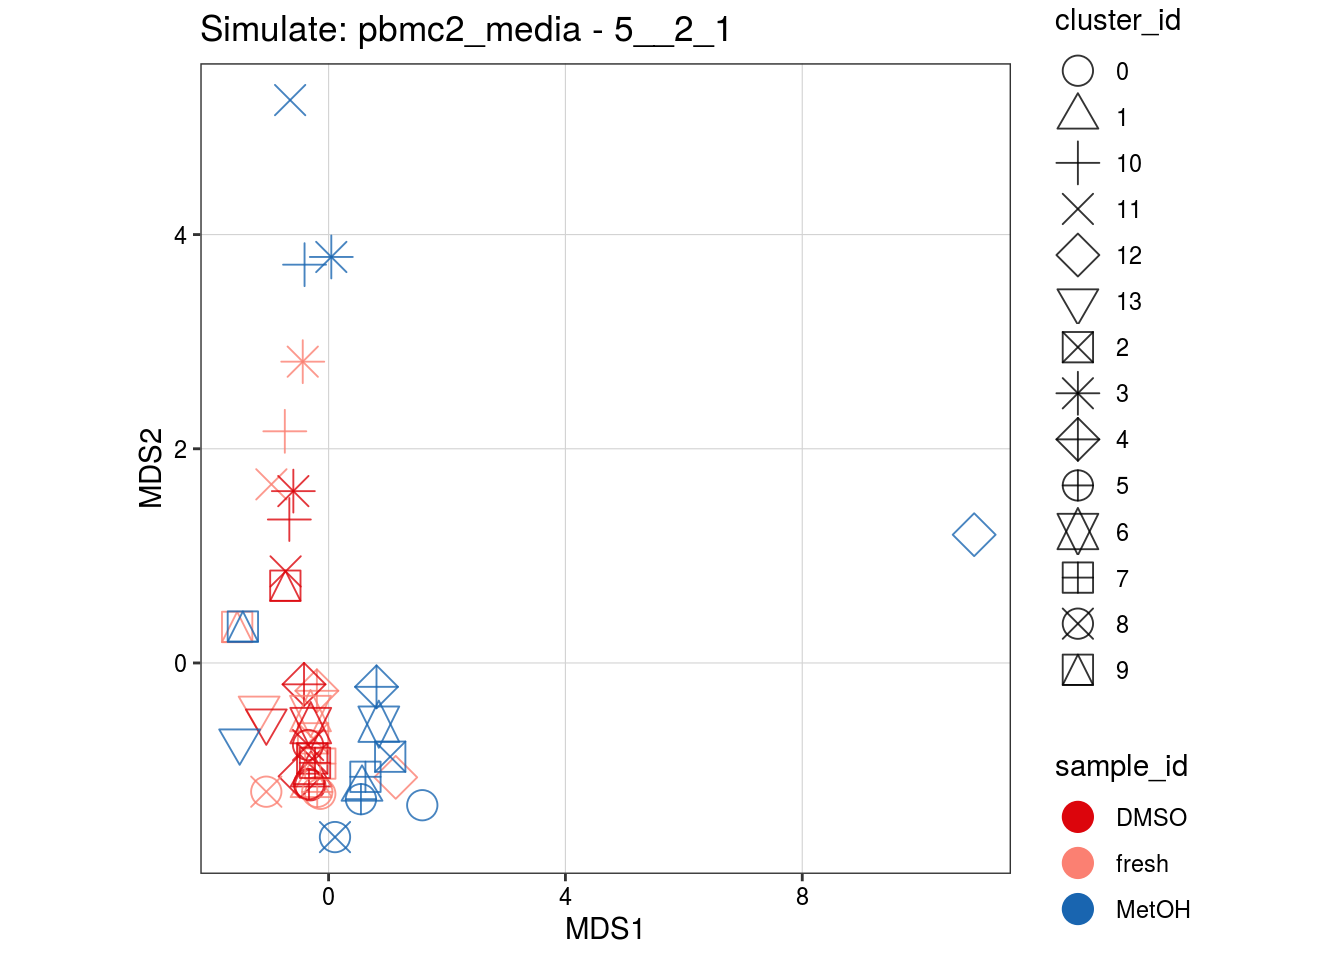 Simulate: pbmc2_media - 5__2_1
MDS2
4
2
0
0
4
8
MDS1
cluster_id
0
1
10
11
12
13
2
3
4
5
6
7
8
9
sample_id
DMSO
fresh
MetOH